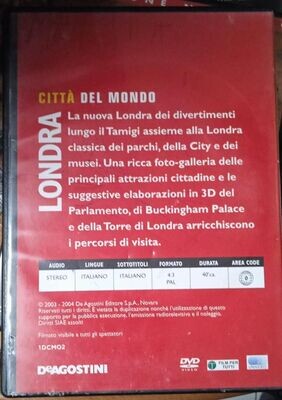 CITTÀ DEL MONDO
LONDRA
La nuova Londra dei divertimenti
lungo il Tamigi assieme alla Londra
classica dei parchi, della City e dei
musei. Una ricca foto-galleria delle
principali attrazioni cittadine e le
suggestive elaborazioni in 3D del
Parlamento, di Buckingham Palace
e della Torre di Londra arricchiscono
i percorsi di visita.
AUDIO LINGUE SOTTOTITOLI FORMATO DURATA AREA CODE
STEREO ITALIANO ITALIANO 4:3 40' ca.
PAL
© 2003 - 2004 De Agostini Editore S.p.A., Novara
Riservati tutti i diritti. È vietata la duplicazione nonché l'utilizzazione di questo
supporto per la pubblica esecuzione, l'emissione radiotelevisiva e il noleggio.
Diritti SIAE assolti
Filmato visibile a tutti gli spettatori
1DCM02
DeAGOSTINI
DVD
VIDEO
FILM PER
TUTTI